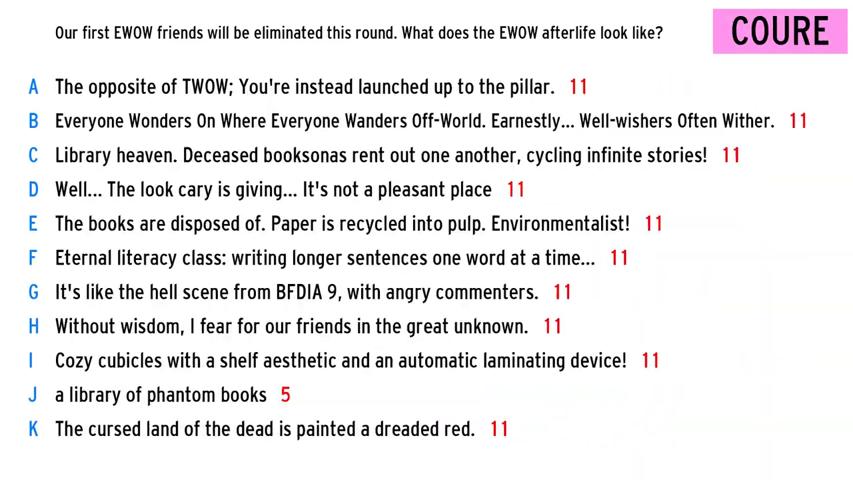 Our first EWOW friends will be eliminated this round. What does the EWOW afterlife look like?
COURE
A The opposite of TWOW; You're instead launched up to the pillar. 11
B Everyone Wonders On Where Everyone Wanders Off-World. Earnestly... Well-wishers Often Wither. 11
C Library heaven. Deceased booksonas rent out one another, cycling infinite stories! 11
D Well... The look cary is giving... It's not a pleasant place 11
E The books are disposed of. Paper is recycled into pulp. Environmentalist! 11
F Eternal literacy class: writing longer sentences one word at a time... 11
G It's like the hell scene from BFDIA 9, with angry commenters. 11
H Without wisdom, I fear for our friends in the great unknown. 11
I Cozy cubicles with a shelf aesthetic and an automatic laminating device! 11
J a library of phantom books 5
K The cursed land of the dead is painted a dreaded red. 11